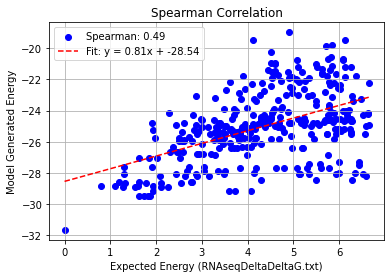 Spearman Correlation
Spearman: 0.49
Fit: y = 0.81x + -28.54
−20
−22
−24
−26
−28
−30
−32
Model Generated Energy
0
1
2
3
4
5
6
Expected Energy (RNAseqDeltaDeltaG.txt)